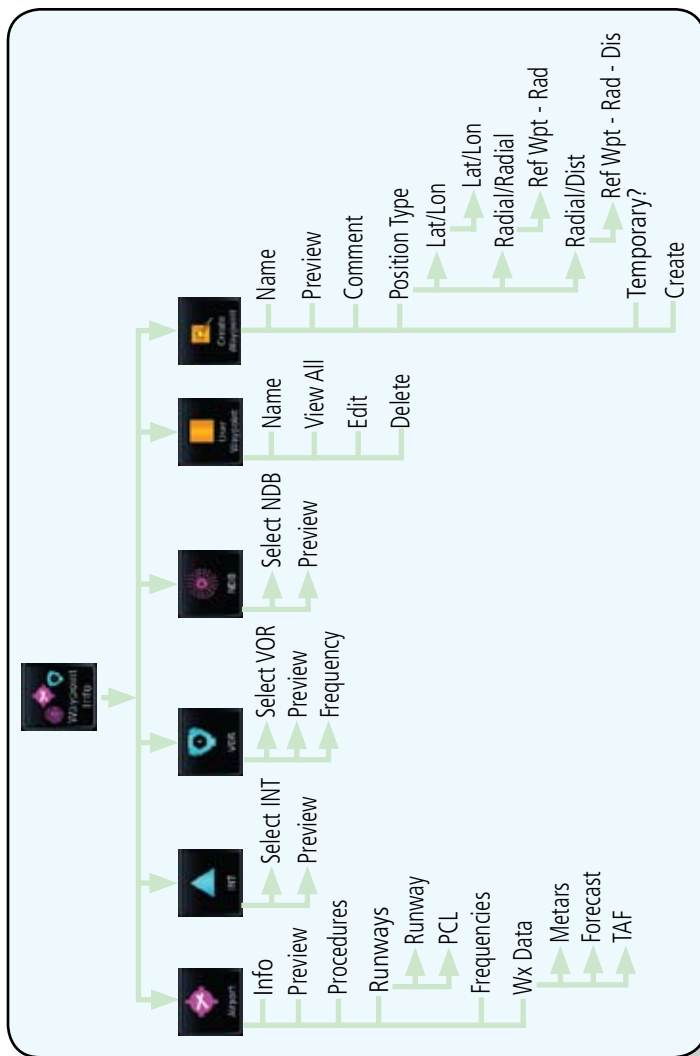 Waypoint
Info
Airport
Info
Preview
Procedures
Runways
Runway
PCL
Frequencies
Wx Data
Metars
Forecast
TAF
INT
Select INT
Preview
VOR
Select VOR
Preview
Frequency
NDB
Select NDB
Preview
User
Waypoint
Name
View All
Edit
Delete
Create
Waypoint
Name
Preview
Comment
Position Type
Lat/Lon
Lat/Lon
Radial/Radial
Ref Wpt - Rad
Radial/Dist
Ref Wpt - Rad - Dis
Temporary?
Create